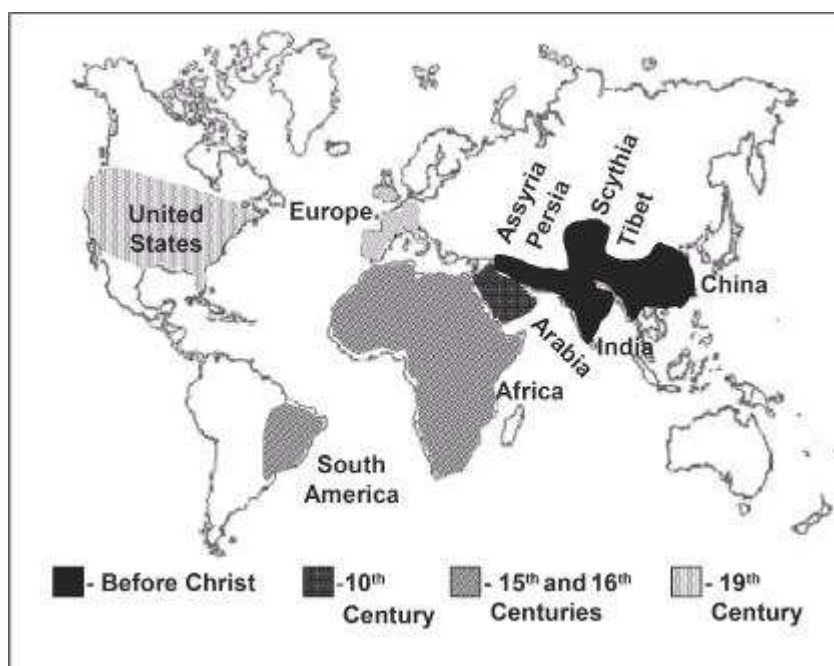 United
States
Europe
Assyria
Persia
Scythia
Tibet
China
India
Arabia
Africa
South
America
- Before Christ
-10th
Century
- 15th and 16th
Centuries
- 19th
Century